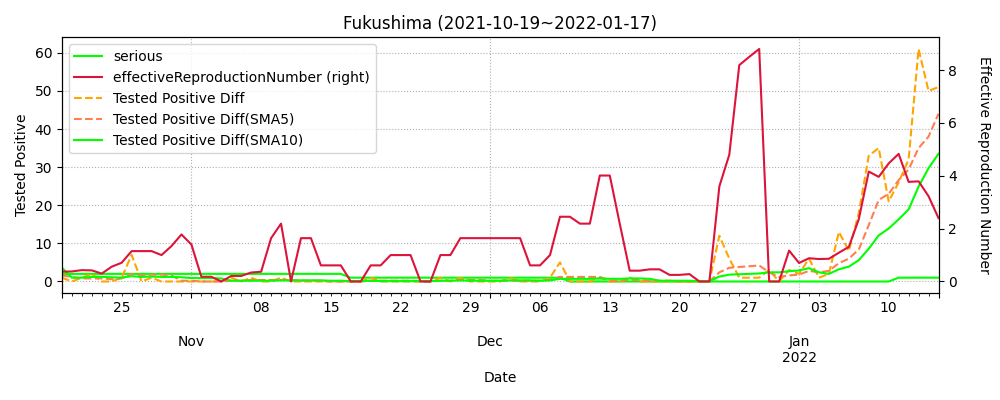 Fukushima (2021-10-19~2022-01-17)
serious
effectiveReproductionNumber (right)
Tested Positive Diff
Tested Positive Diff(SMA5)
Tested Positive Diff(SMA10)
Tested Positive
60
50
40
30
20
10
0
Effective Reproduction Number
8
6
4
2
0
25 08 15 22 29 06 13 20 27 03 10
Nov Dec Jan
2022
Date